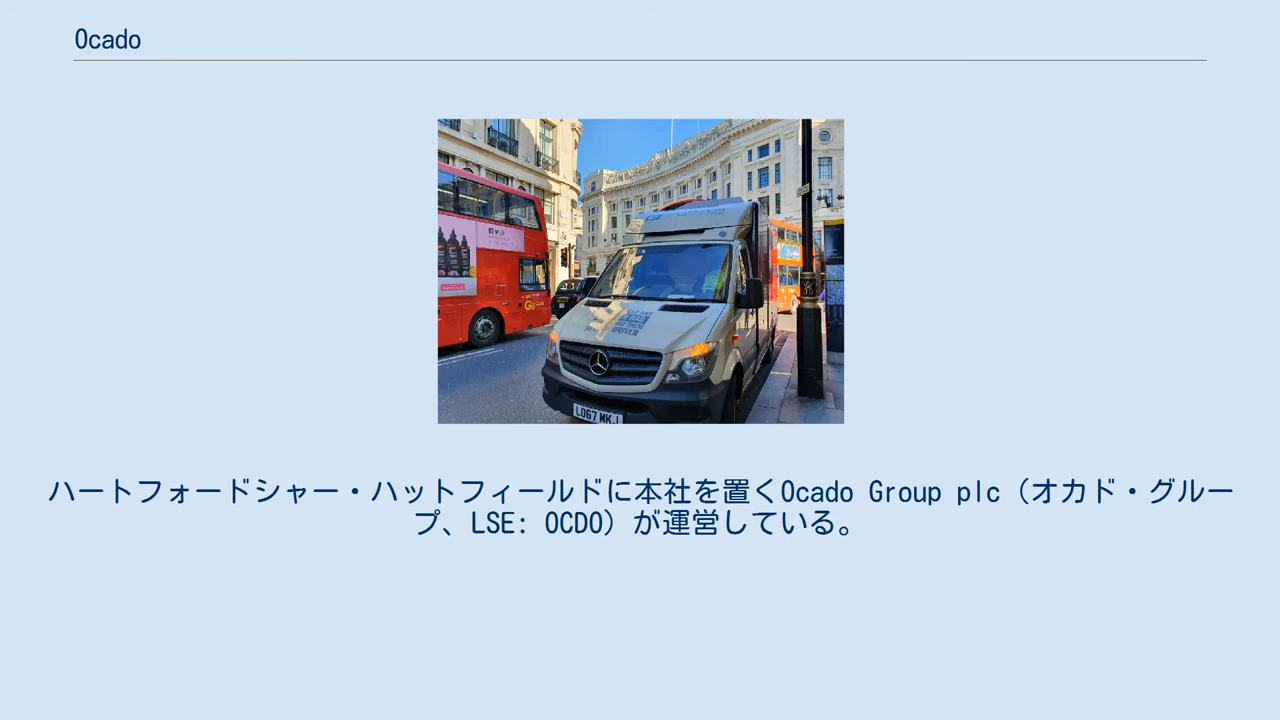 Ocado
Go
DRIVER
LO67 MKJ
ハートフォードシャー・ハットフィールドに本社を置くOcado Group plc（オカド・グルー
プ、LSE: OCDO）が運営している。